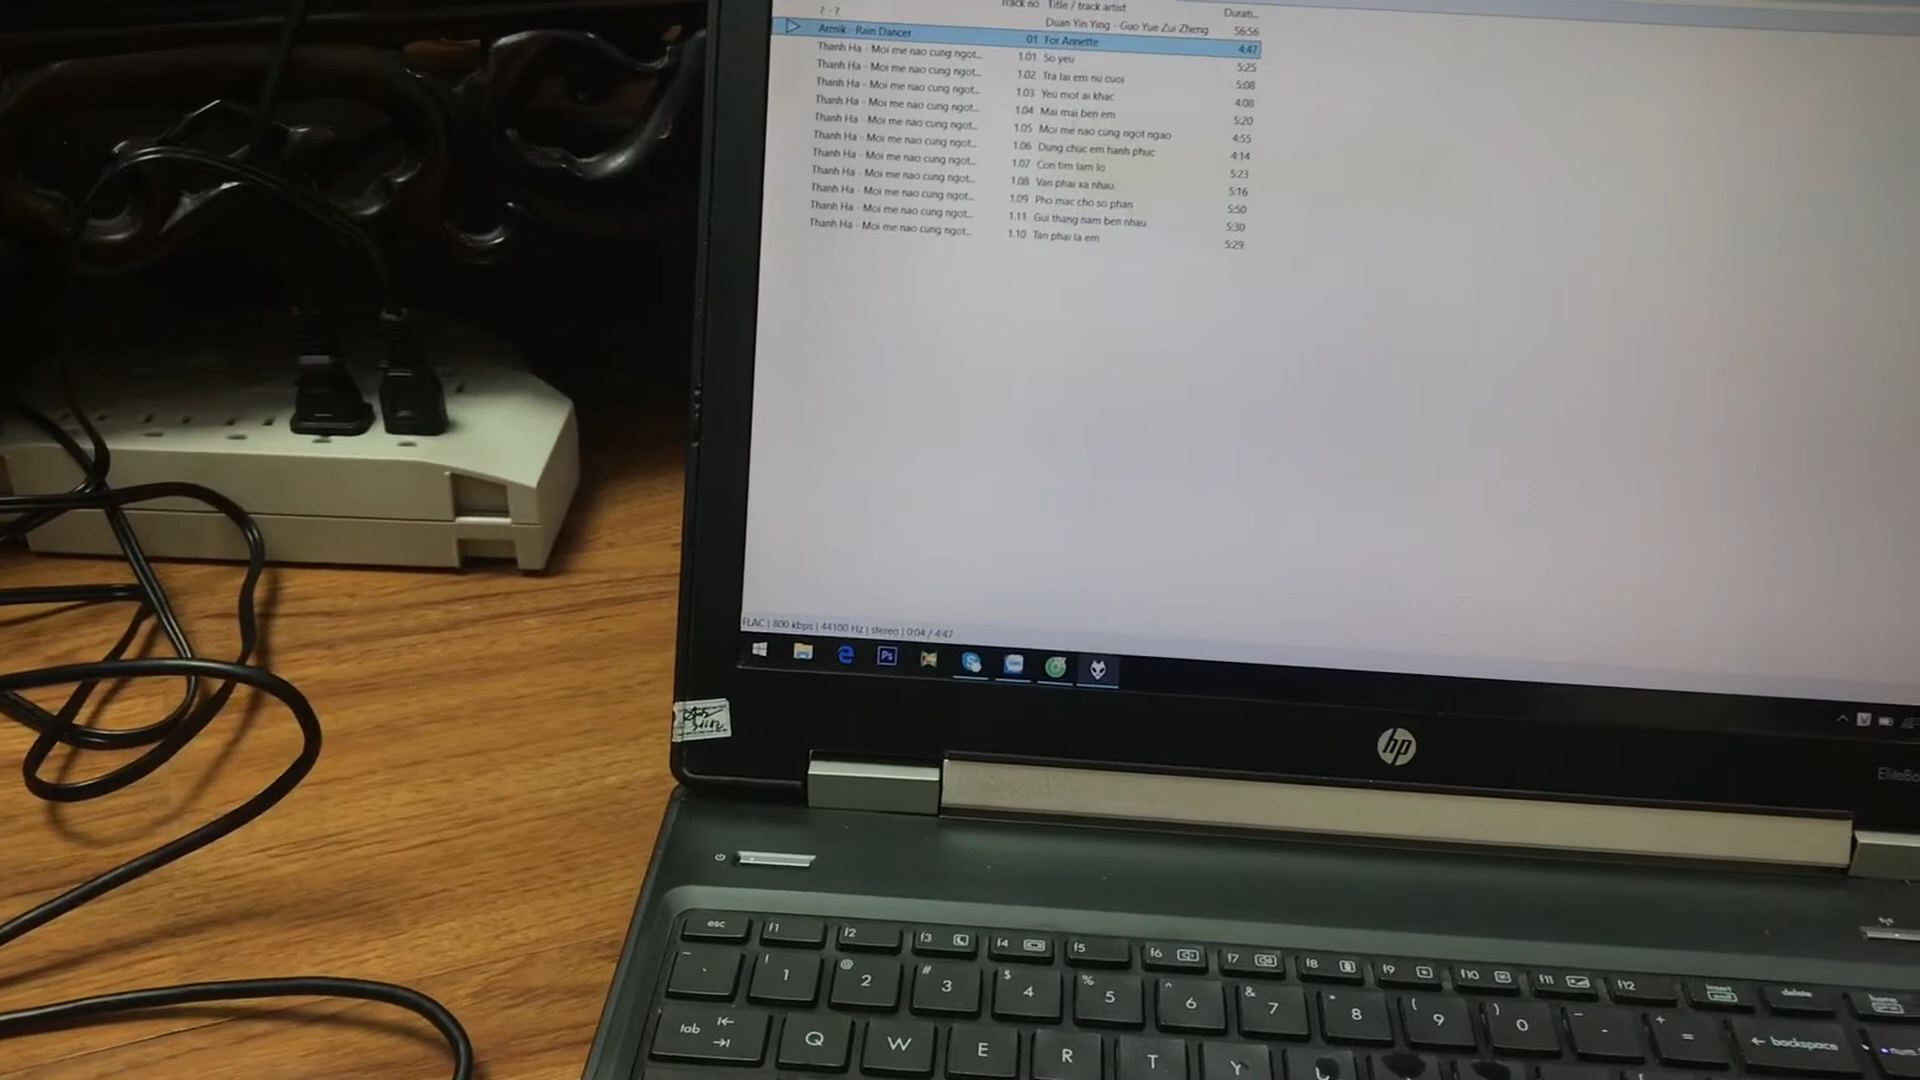 Track no Title / track artist Durati...
? - ? Duan Yin Ying - Guo Yue Zui Zheng 56:56
Armik - Rain Dancer 01 For Annette 4:47
Thanh Ha - Moi me nao cung ngot... 1.01 So yeu 5:25
Thanh Ha - Moi me nao cung ngot... 1.02 Tra lai em nu cuoi 5:08
Thanh Ha - Moi me nao cung ngot... 1.03 Yeu mot ai khac 4:08
Thanh Ha - Moi me nao cung ngot... 1.04 Mai mai ben em 5:20
Thanh Ha - Moi me nao cung ngot... 1.05 Moi me nao cung ngot ngao 4:55
Thanh Ha - Moi me nao cung ngot... 1.06 Dung chuc em hanh phuc 4:14
Thanh Ha - Moi me nao cung ngot... 1.07 Con tim lam lo 5:23
Thanh Ha - Moi me nao cung ngot... 1.08 Van phai xa nhau 5:16
Thanh Ha - Moi me nao cung ngot... 1.09 Pho mac cho so phan 5:50
Thanh Ha - Moi me nao cung ngot... 1.11 Gui thang nam ben nhau 5:30
Thanh Ha - Moi me nao cung ngot... 1.10 Tan phai la em 5:29
FLAC | 800 kbps | 44100 Hz | stereo | 0:04 / 4:47
Ps
V
hp
EliteBo
esc f1 f2 f3 f4 f5 f6 f7 f8 f9 f10 f11 f12 insert delete home
! 1 @ 2 # 3 $ 4 % 5 ^ 6 & 7 * 8 ( 9 ) 0 - + = backspace num
tab Q W E R T Y